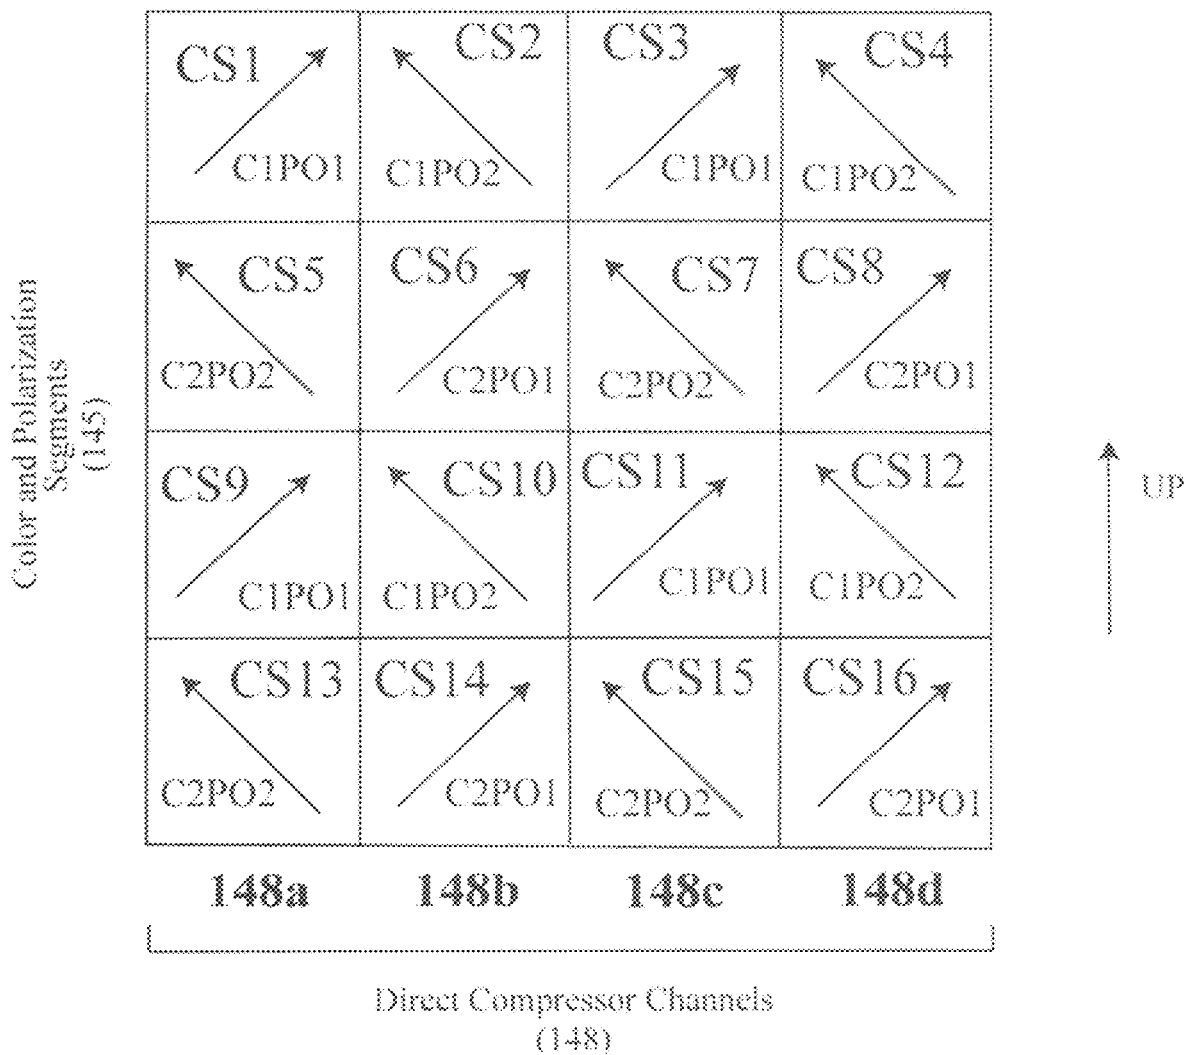 CS1
C1PO1
CS2
C1PO2
CS3
C1PO1
CS4
C1PO2
CS5
C2PO2
CS6
C2PO1
CS7
C2PO2
CS8
C2PO1
CS9
C1PO1
CS10
C1PO2
CS11
C1PO1
CS12
C1PO2
CS13
C2PO2
CS14
C2PO1
CS15
C2PO2
CS16
C2PO1
Color and Polarization
Segments
(145)
UP
148a 148b 148c 148d
Direct Compressor Channels
(148)